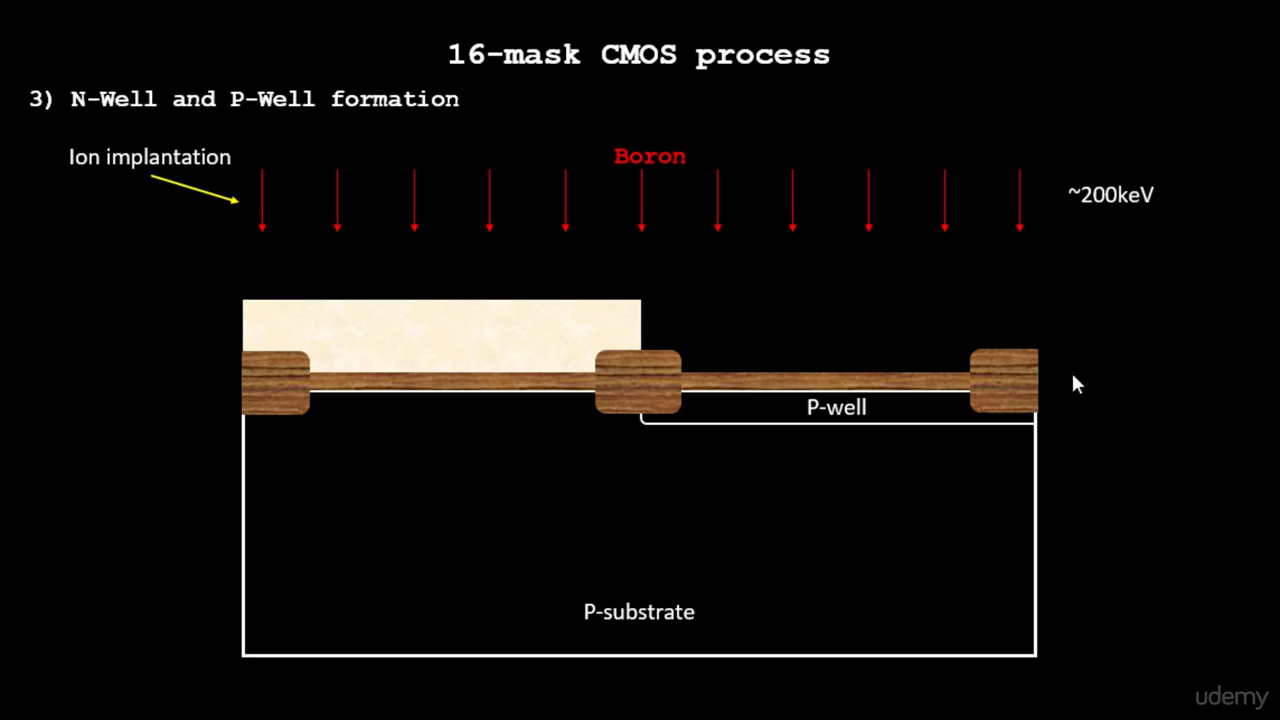 16-mask CMOS process
3) N-Well and P-Well formation
Ion implantation
Boron
~200keV
P-well
P-substrate
udemy